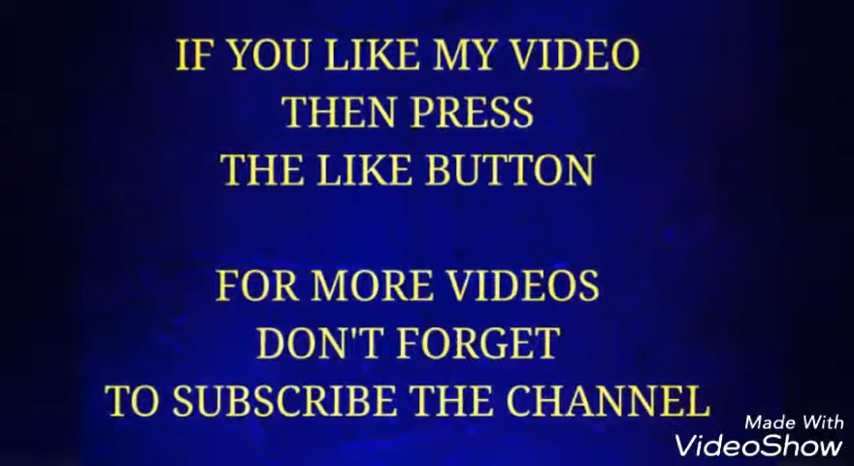 IF YOU LIKE MY VIDEO
THEN PRESS
THE LIKE BUTTON
FOR MORE VIDEOS
DON'T FORGET
TO SUBSCRIBE THE CHANNEL
Made With
VideoShow